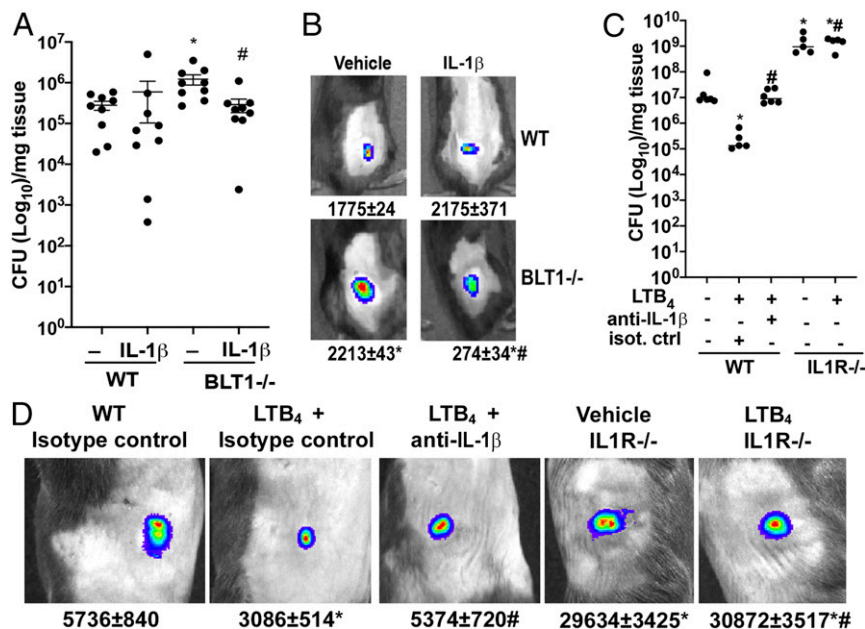 A
CFU (Log10)/mg tissue
10^7
10^6
10^5
10^4
10^3
10^2
10^1
10^0
*
#
– IL-1β – IL-1β
WT BLT1-/-
B
Vehicle IL-1β
WT
1775±24 2175±371
BLT1-/-
2213±43* 274±34*#
C
CFU (Log10)/mg tissue
10^10
10^9
10^8
10^7
10^6
10^5
10^4
10^3
10^2
10^1
10^0
*
#
* *#
LTB4 - + + - +
anti-IL-1β - - + - -
isot. ctrl - + - - -
WT IL1R-/-
D
WT
Isotype control
LTB4 +
Isotype control
LTB4 +
anti-IL-1β
Vehicle
IL1R-/-
LTB4
IL1R-/-
5736±840 3086±514* 5374±720# 29634±3425* 30872±3517*#